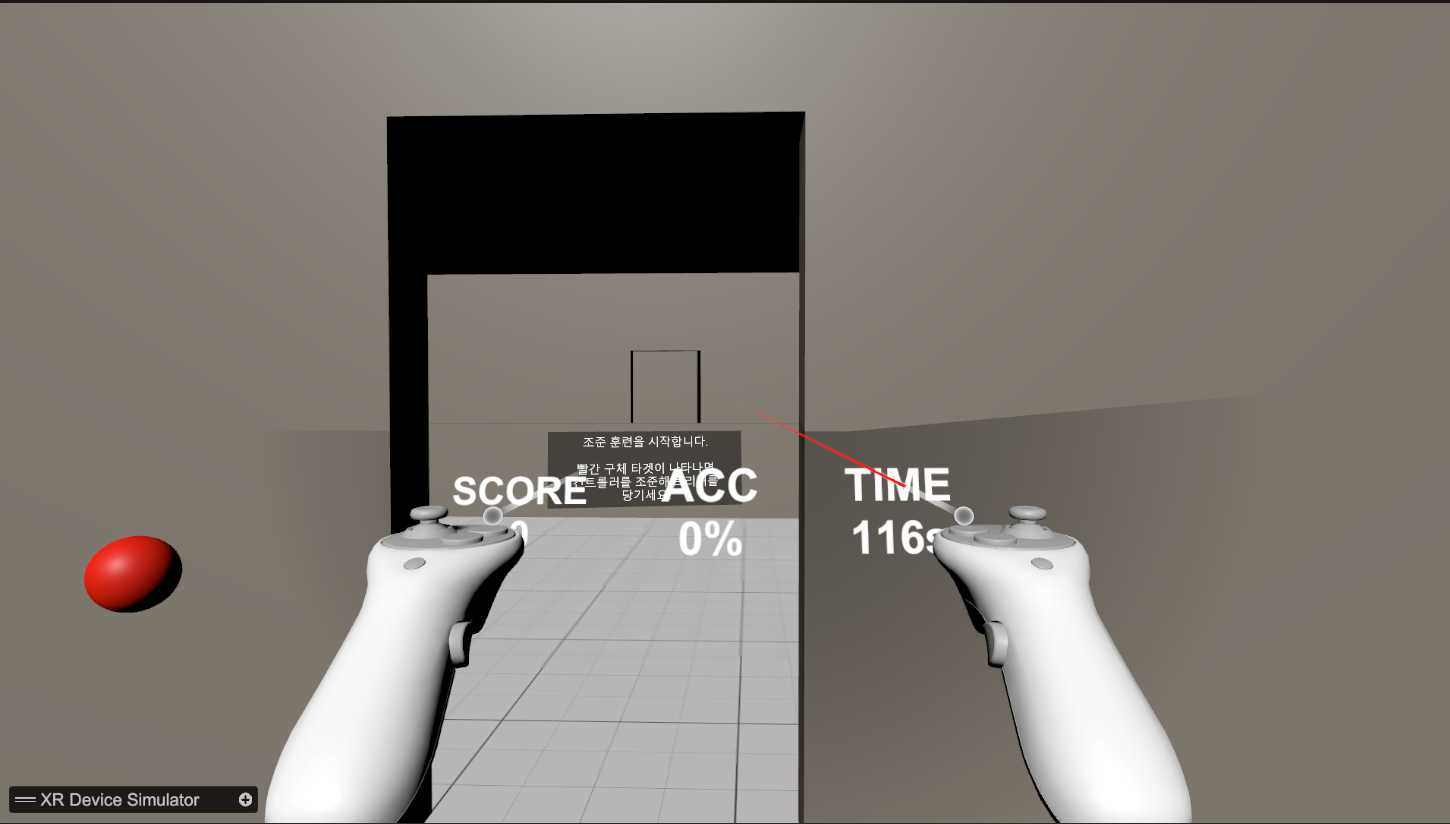 조준 훈련을 시작합니다.
빨간 구체 타겟이 나타나면
당기세요
SCORE
ACC
TIME
0
0%
116s
XR Device Simulator